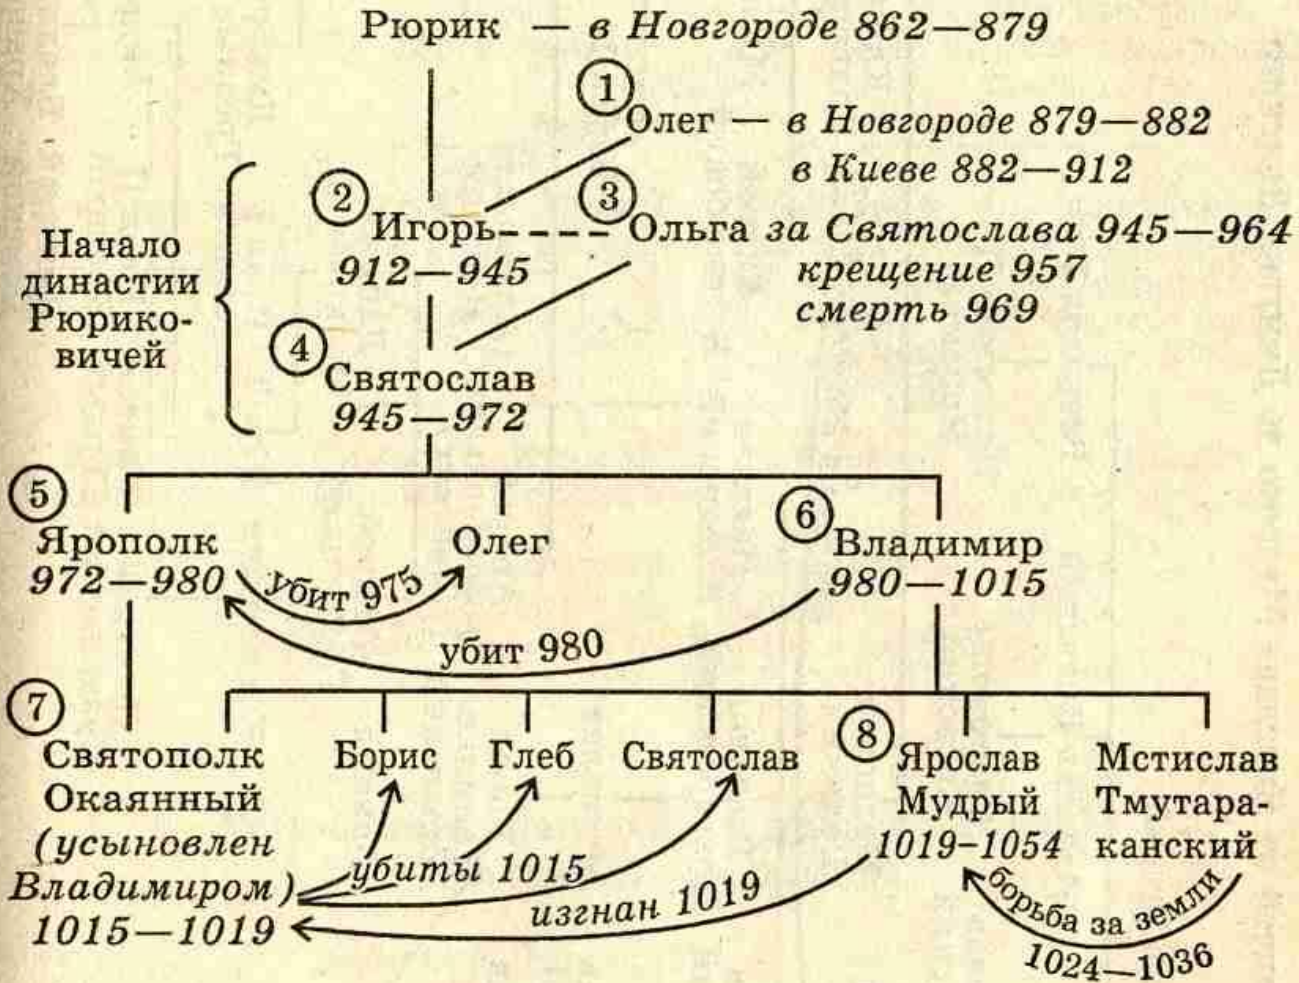 Рюрик — в Новгороде 862—879
1
Олег — в Новгороде 879—882
в Киеве 882—912
2
Игорь
912—945
3
Ольга за Святослава 945—964
крещение 957
смерть 969
Начало
династии
Рюрико-
вичей
4
Святослав
945—972
5
Ярополк
972—980
убит 975
Олег
6
Владимир
980—1015
убит 980
7
Святополк
Окаянный
(усыновлен
Владимиром)
1015—1019
Борис
Глеб
Святослав
убиты 1015
изгнан 1019
8
Ярослав
Мудрый
1019-1054
Мстислав
Тмутара-
канский
борьба за земли
1024—1036